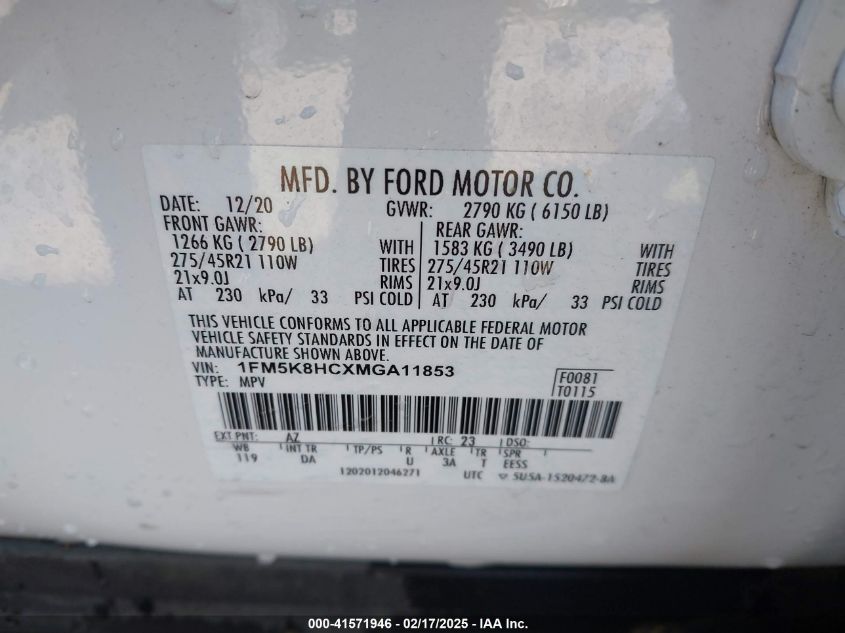 MFD. BY FORD MOTOR CO.
DATE: 12/20 GVWR: 2790 KG ( 6150 LB)
FRONT GAWR: REAR GAWR:
1266 KG ( 2790 LB) WITH 1583 KG ( 3490 LB) WITH
275/45R21 110W TIRES 275/45R21 110W TIRES
21x9.0J RIMS 21x9.0J RIMS
AT 230 kPa/ 33 PSI COLD AT 230 kPa/ 33 PSI COLD
THIS VEHICLE CONFORMS TO ALL APPLICABLE FEDERAL MOTOR
VEHICLE SAFETY STANDARDS IN EFFECT ON THE DATE OF
MANUFACTURE SHOWN ABOVE.
VIN: 1FM5K8HCXMGA11853 F0081
TYPE: MPV T0115
EXT PNT: AZ RC: 23 DSO:
WB INT TR TP/PS R AXLE TR SPR
119 DA U 3A T EESS
1202012046271 UTC 5U5A-1520472-BA
000-41571946 - 02/17/2025 - IAA Inc.